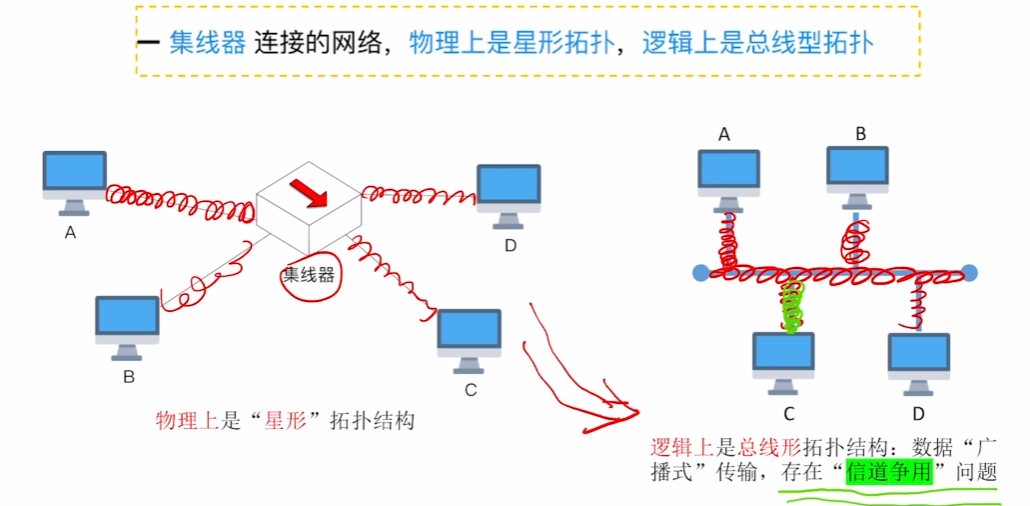 一 集线器 连接的网络，物理上是星形拓扑，逻辑上是总线型拓扑
A
B
A
D
集线器
B
C
C
D
物理上是“星形”拓扑结构
逻辑上是总线形拓扑结构：数据“广
播式”传输，存在“信道争用”问题